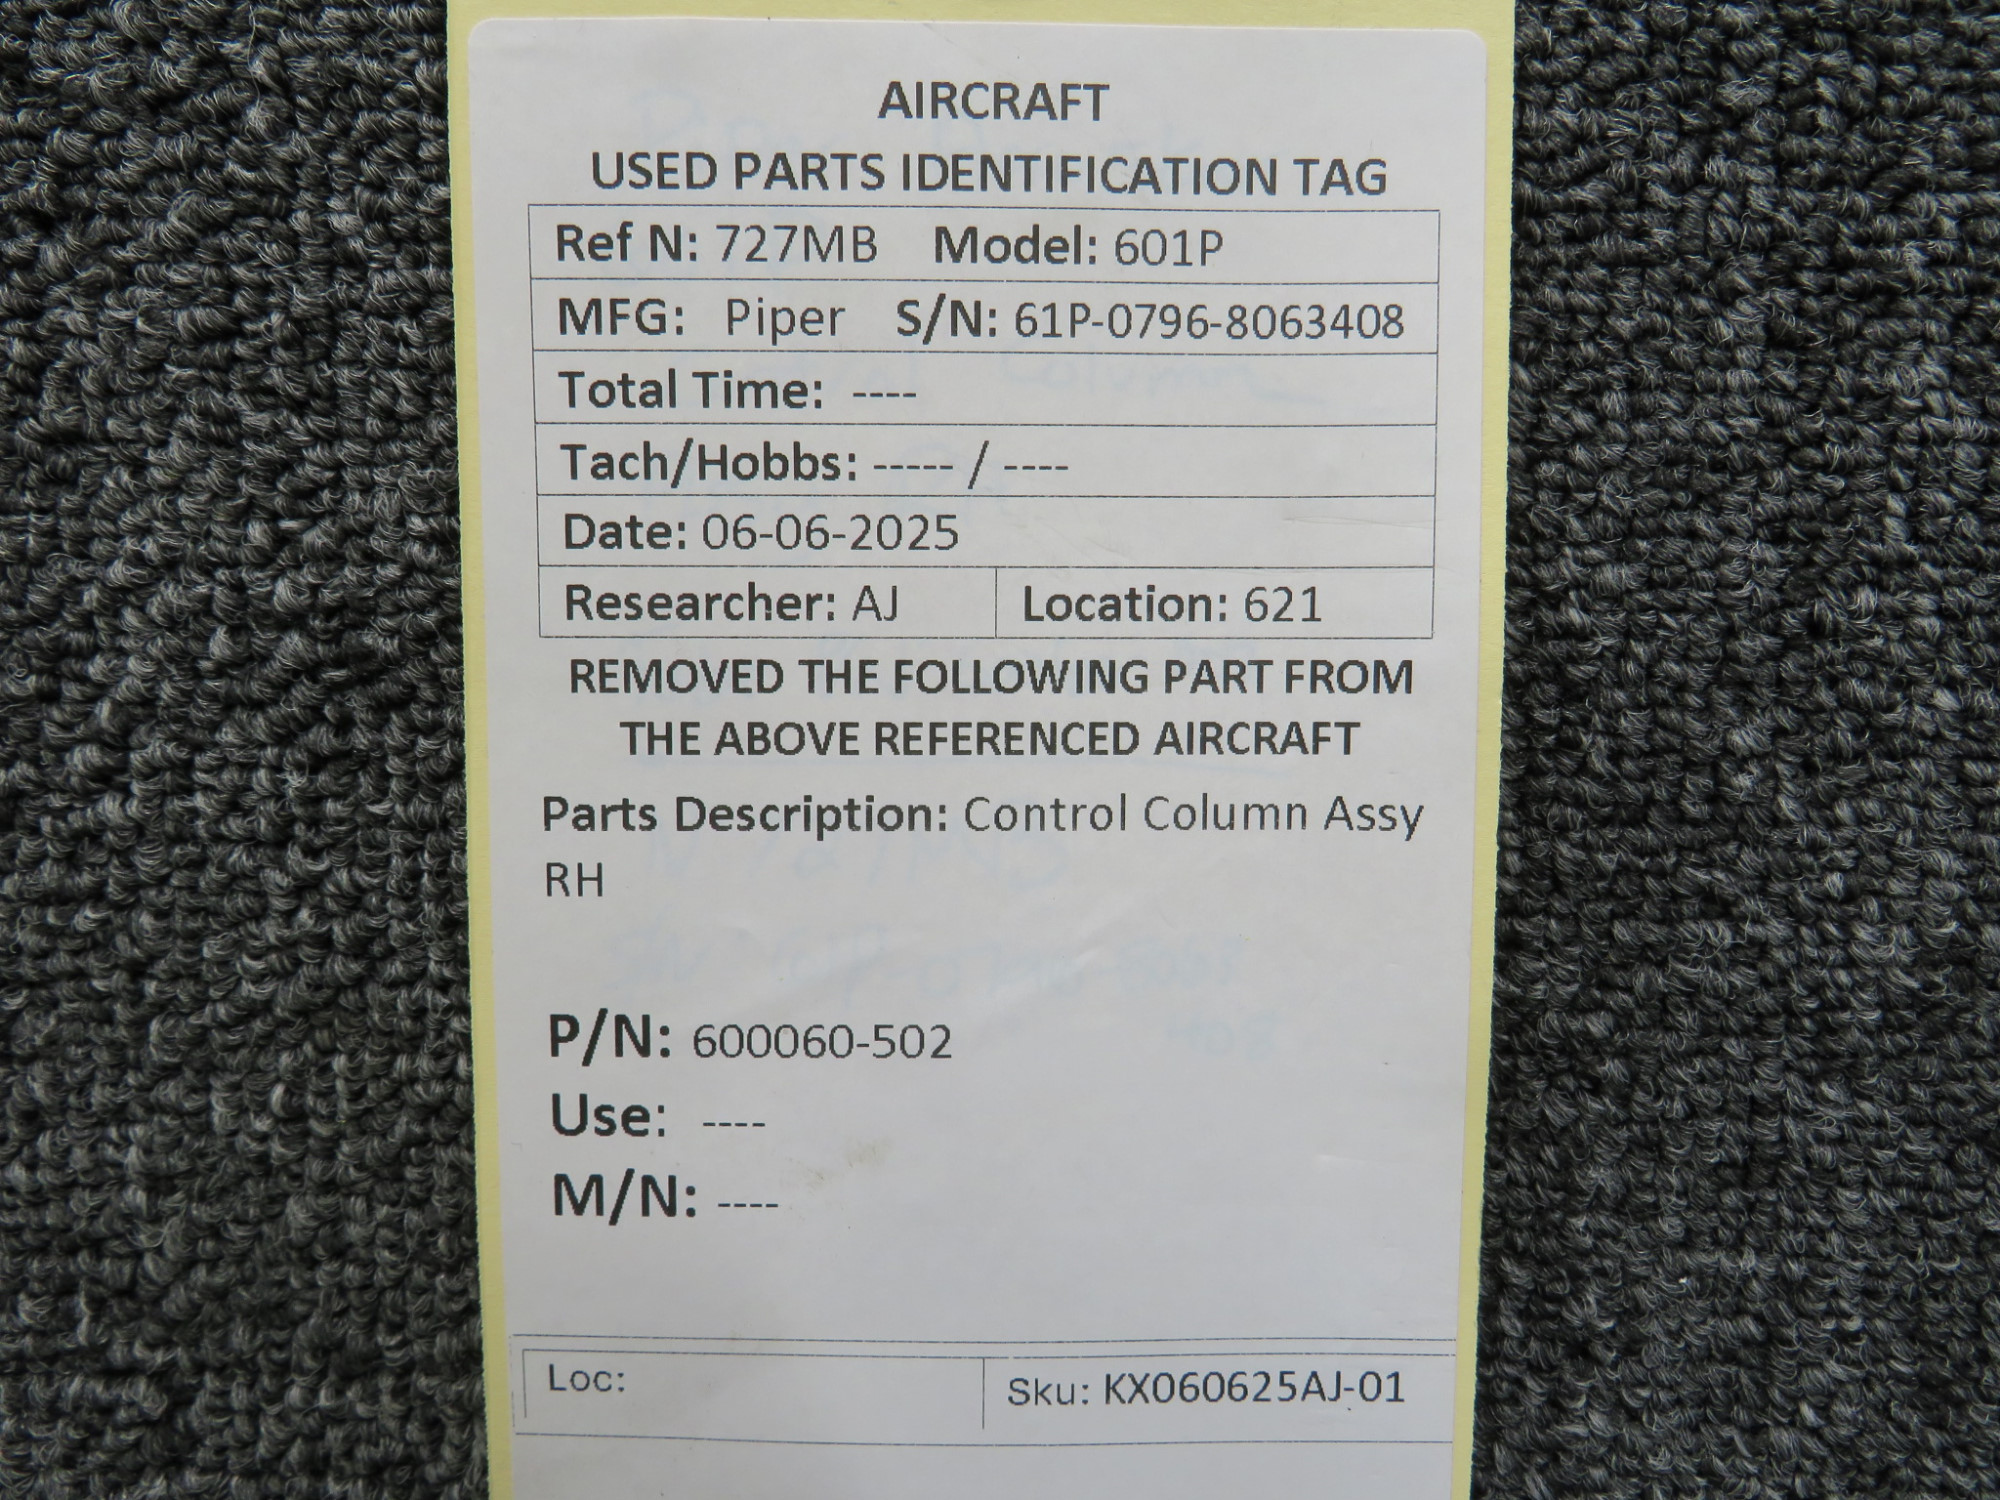 AIRCRAFT
USED PARTS IDENTIFICATION TAG
Ref N: 727MB Model: 601P
MFG: Piper S/N: 61P-0796-8063408
Total Time: ----
Tach/Hobbs: ----- / ----
Date: 06-06-2025
Researcher: AJ Location: 621
REMOVED THE FOLLOWING PART FROM
THE ABOVE REFERENCED AIRCRAFT
Parts Description: Control Column Assy
RH
P/N: 600060-502
Use: ----
M/N: ----
Loc: Sku: KX060625AJ-01